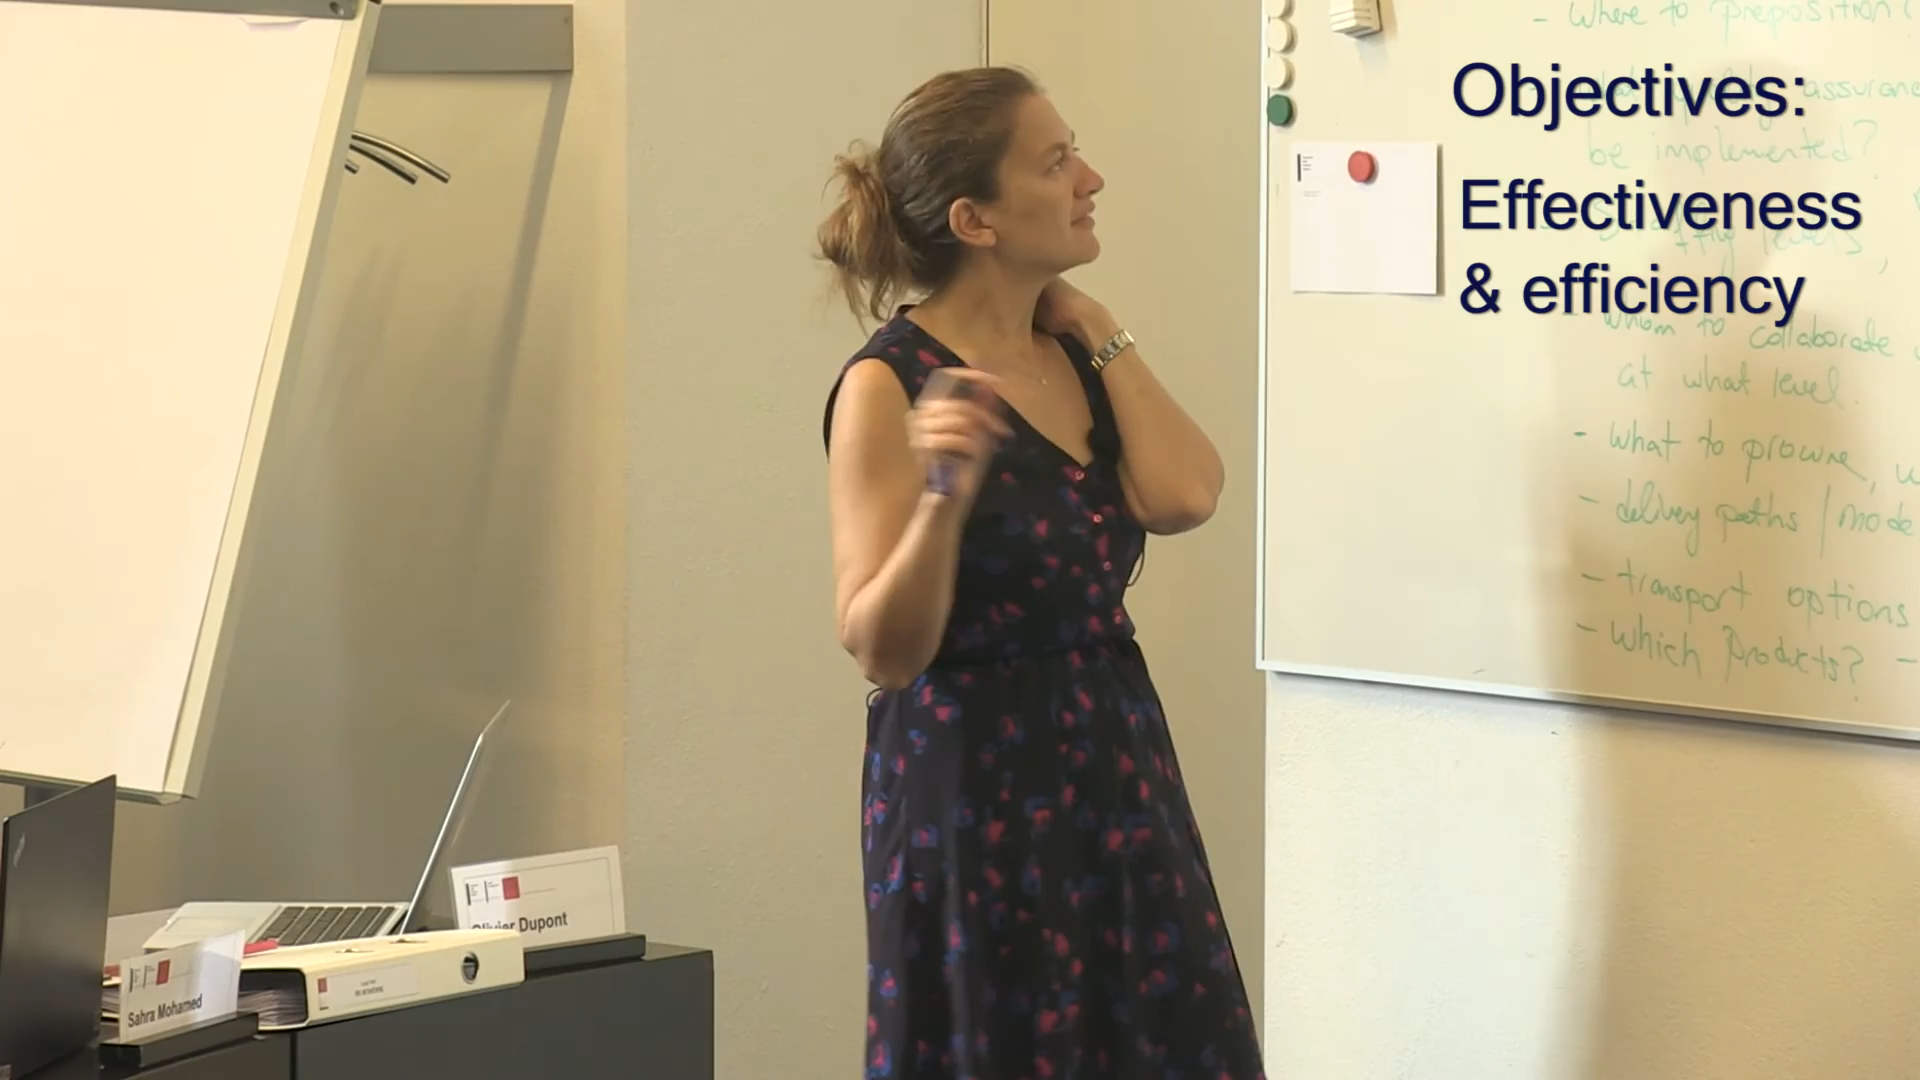 - Where to preposition?
Objectives:
assurance
be implemented?
Effectiveness
& efficiency
whom to collaborate
at what level.
- what to procure,
- delivery paths / mode
- transport options
- which Products? -
Olivier Dupont
Sahra Mohamed